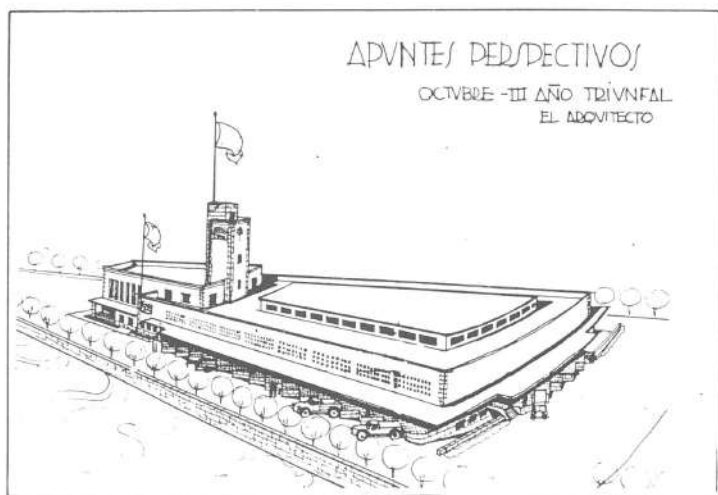 APVNTES PERSPECTIVOS
OCTVBRE - III AÑO TRIVNFAL
EL ARQVITECTO